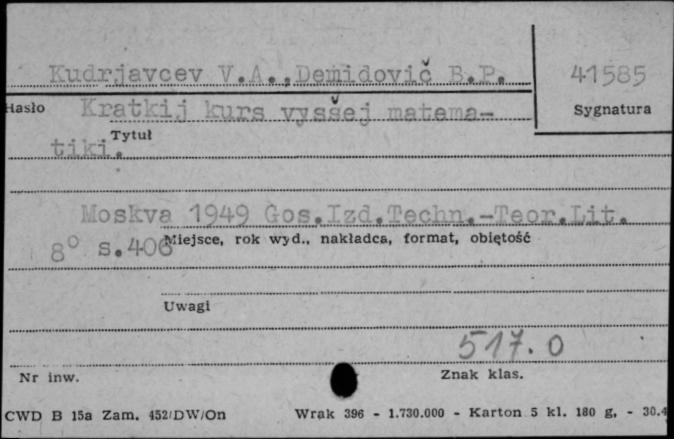 Kudrjavcev V.A.,Demidovič B.P.
41585
Hasło
Kratkij kurs vysšej matema-
Sygnatura
Tytuł
tiki.
Moskva 1949 Gos.Izd.Techn.-Teor.Lit.
8° s.406
Miejsce, rok wyd., nakładca, format, objętość
Uwagi
517.0
Nr inw.
Znak klas.
CWD B 15a Zam. 452/DW/On
Wrak 396 - 1.730.000 - Karton 5 kl. 180 g. - 30.4